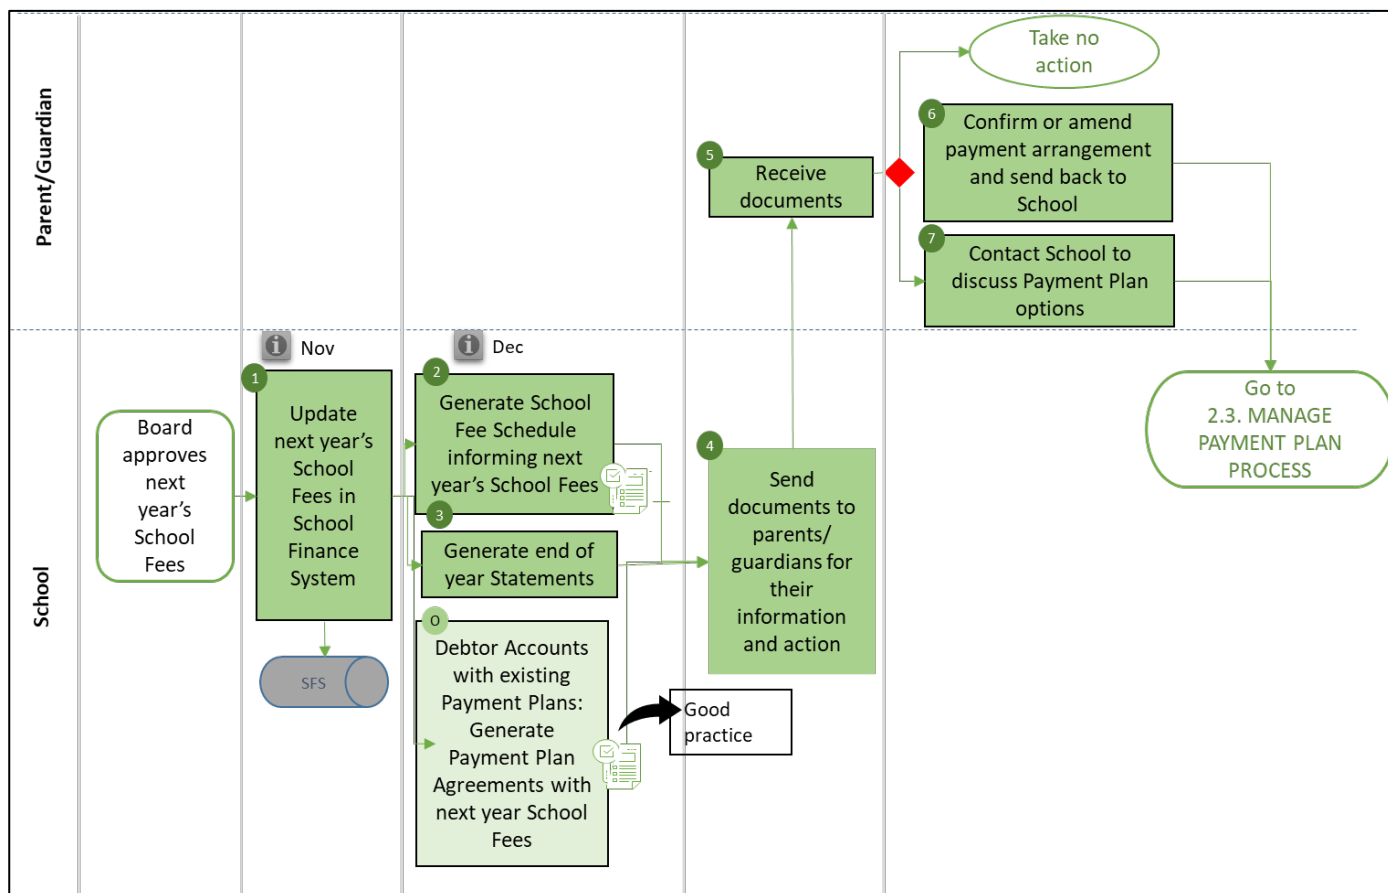 Parent/Guardian
Take no
action
6
Confirm or amend
payment arrangement
and send back to
School
5
Receive
documents
7
Contact School to
discuss Payment Plan
options
School
Nov
Dec
Board
approves
next
year’s
School
Fees
1
Update
next year’s
School
Fees in
School
Finance
System
SFS
2
Generate School
Fee Schedule
informing next
year’s School Fees
3
Generate end of
year Statements
O
Debtor Accounts
with existing
Payment Plans:
Generate
Payment Plan
Agreements with
next year School
Fees
Good
practice
4
Send
documents to
parents/
guardians for
their
information
and action
Go to
2.3. MANAGE
PAYMENT PLAN
PROCESS